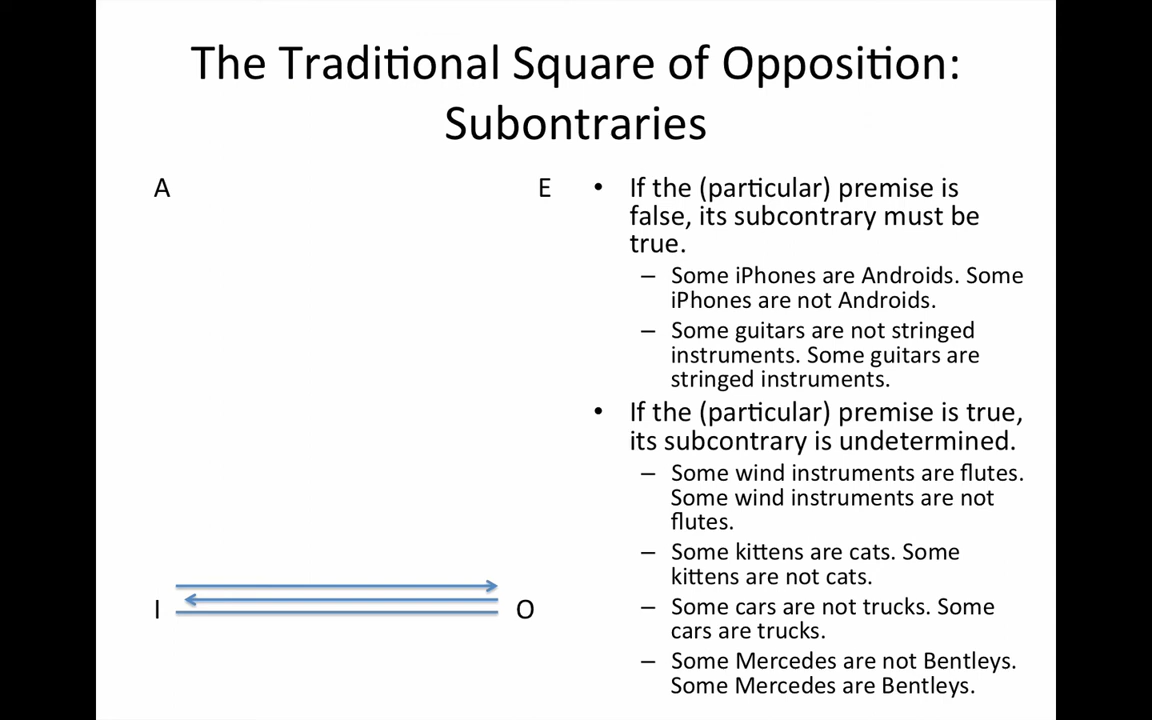 The Traditional Square of Opposition:
Subontraries
A
E
• If the (particular) premise is
false, its subcontrary must be
true.
– Some iPhones are Androids. Some
iPhones are not Androids.
– Some guitars are not stringed
instruments. Some guitars are
stringed instruments.
• If the (particular) premise is true,
its subcontrary is undetermined.
– Some wind instruments are flutes.
Some wind instruments are not
flutes.
– Some kittens are cats. Some
kittens are not cats.
– Some cars are not trucks. Some
cars are trucks.
– Some Mercedes are not Bentleys.
Some Mercedes are Bentleys.
I
O